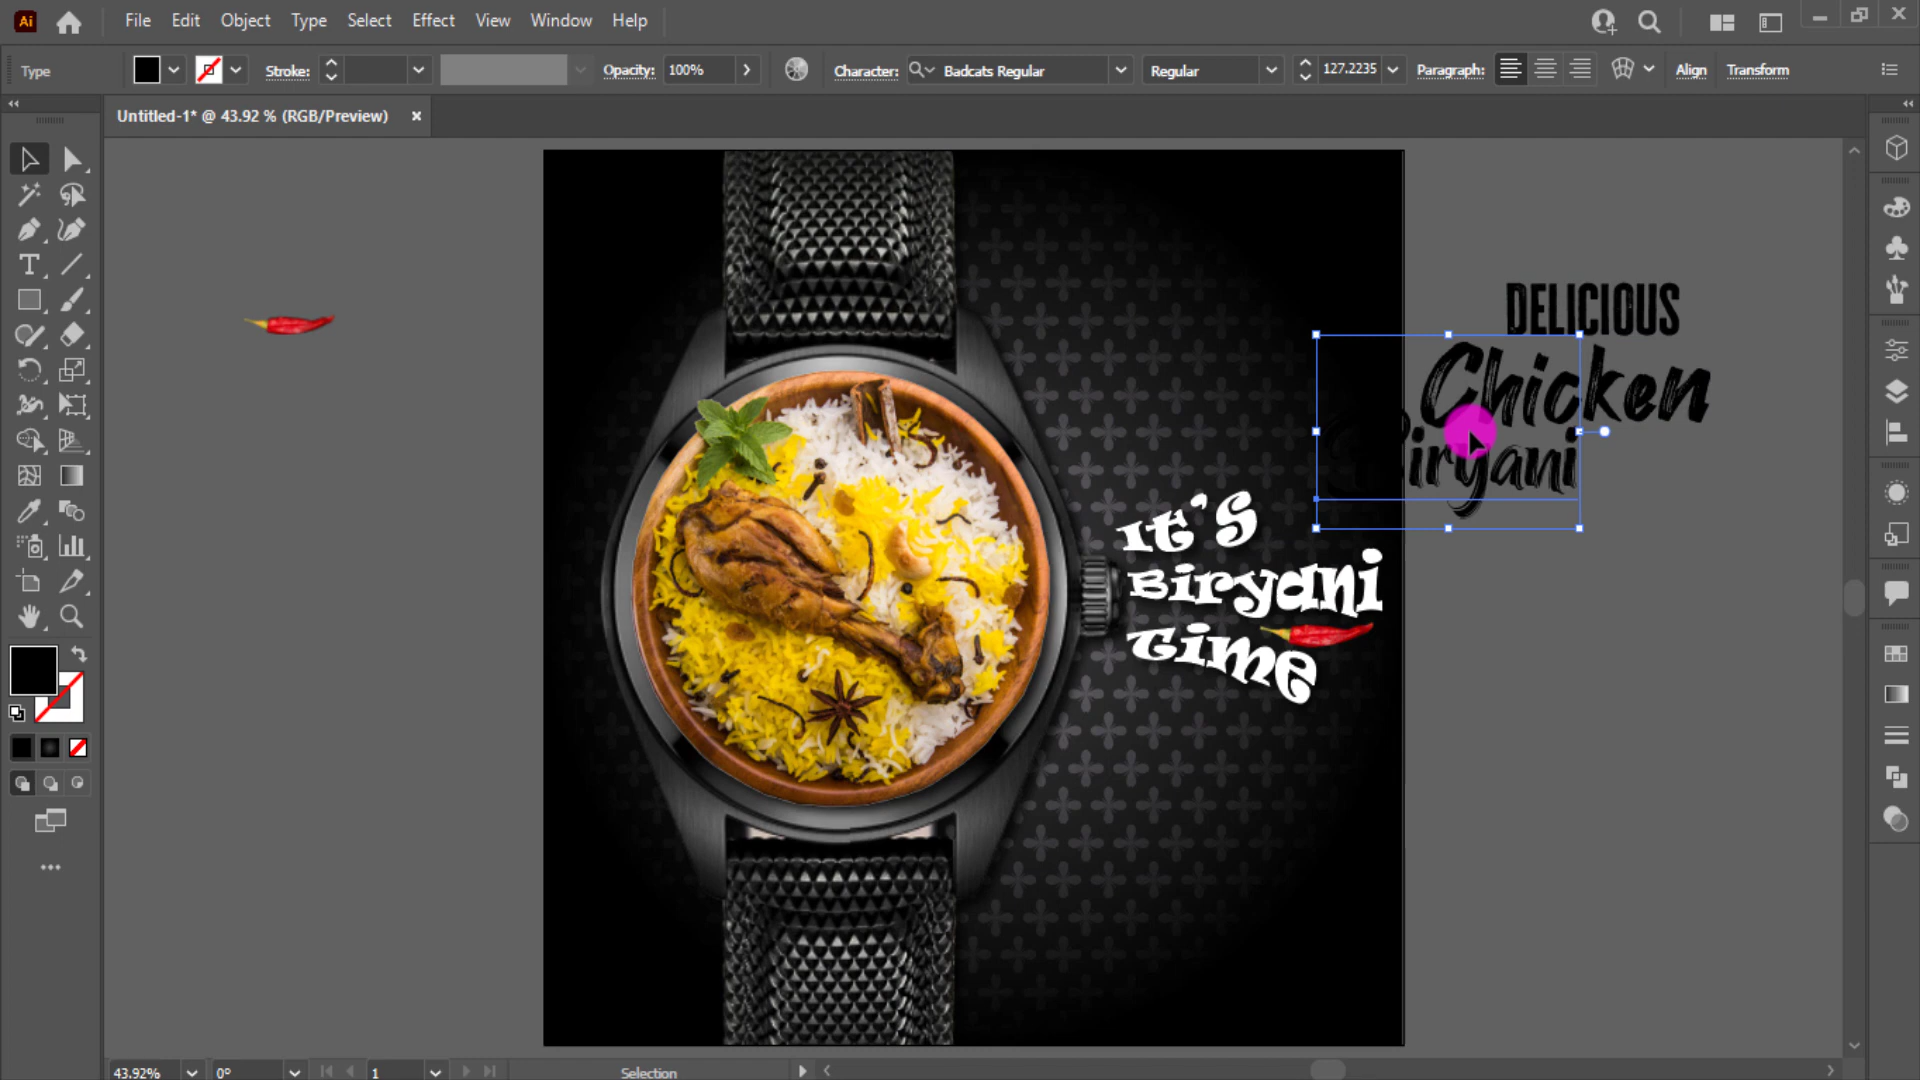 Ai File Edit Object Type Select Effect View Window Help
Type Stroke: Opacity: 100% Character: Badcats Regular Regular 127.2235 Paragraph: Align Transform
Untitled-1* @ 43.92 % (RGB/Preview) ×
DELICIOUS
Chicken
Biryani
It's
Biryani
Time
43.92% 0° 1 Selection